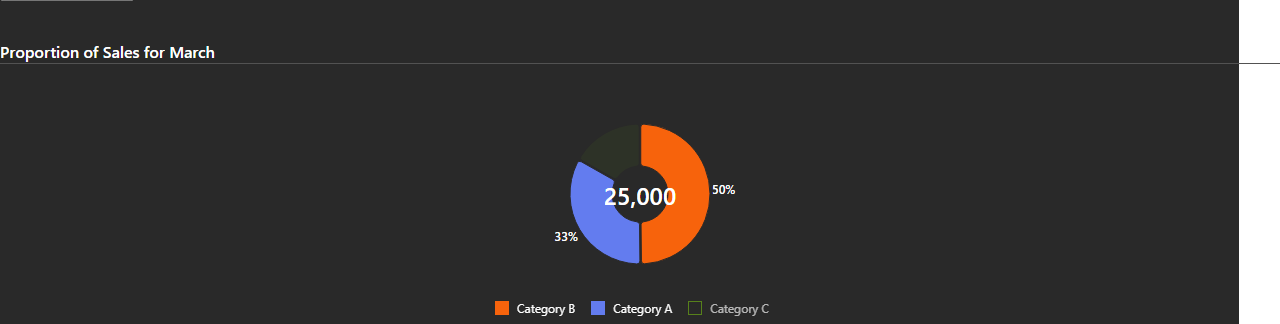 Proportion of Sales for March
50%
25,000
33%
Category B
Category A
Category C